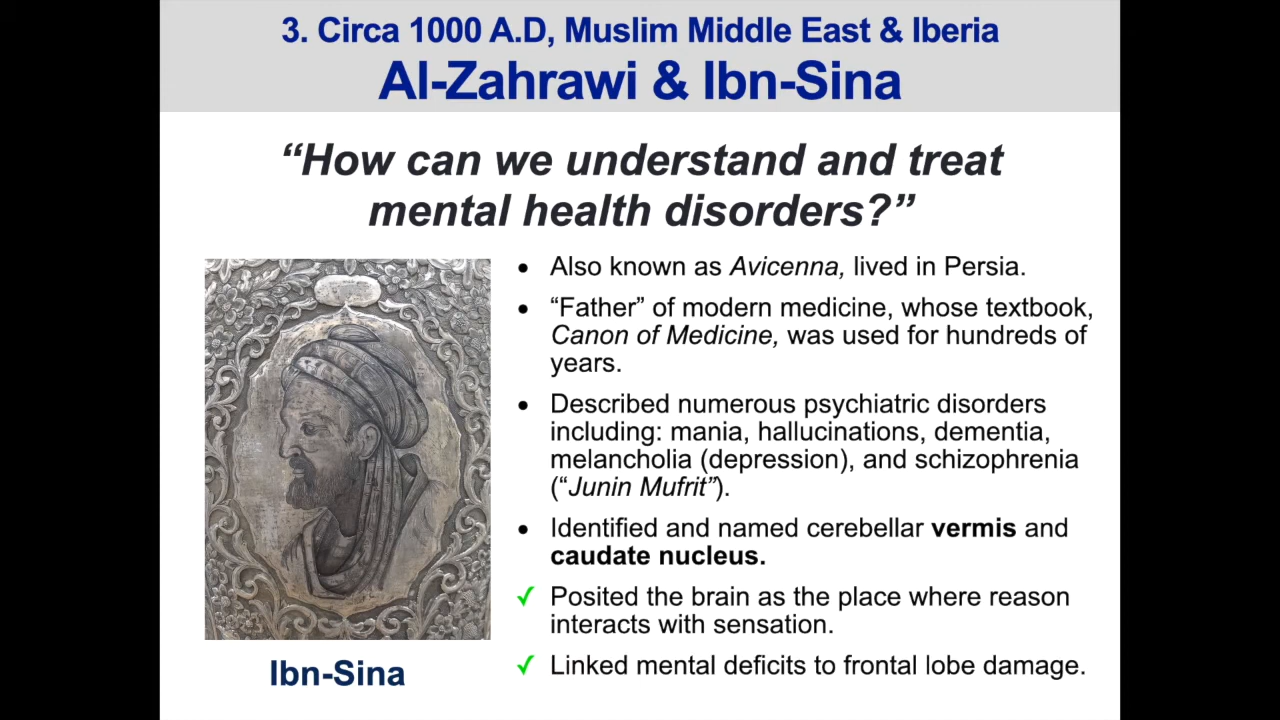 3. Circa 1000 A.D, Muslim Middle East & Iberia
Al-Zahrawi & Ibn-Sina
“How can we understand and treat
mental health disorders?”
• Also known as Avicenna, lived in Persia.
• “Father” of modern medicine, whose textbook,
Canon of Medicine, was used for hundreds of
years.
• Described numerous psychiatric disorders
including: mania, hallucinations, dementia,
melancholia (depression), and schizophrenia
(“Junin Mufrit”).
• Identified and named cerebellar vermis and
caudate nucleus.
✓ Posited the brain as the place where reason
interacts with sensation.
✓ Linked mental deficits to frontal lobe damage.
Ibn-Sina